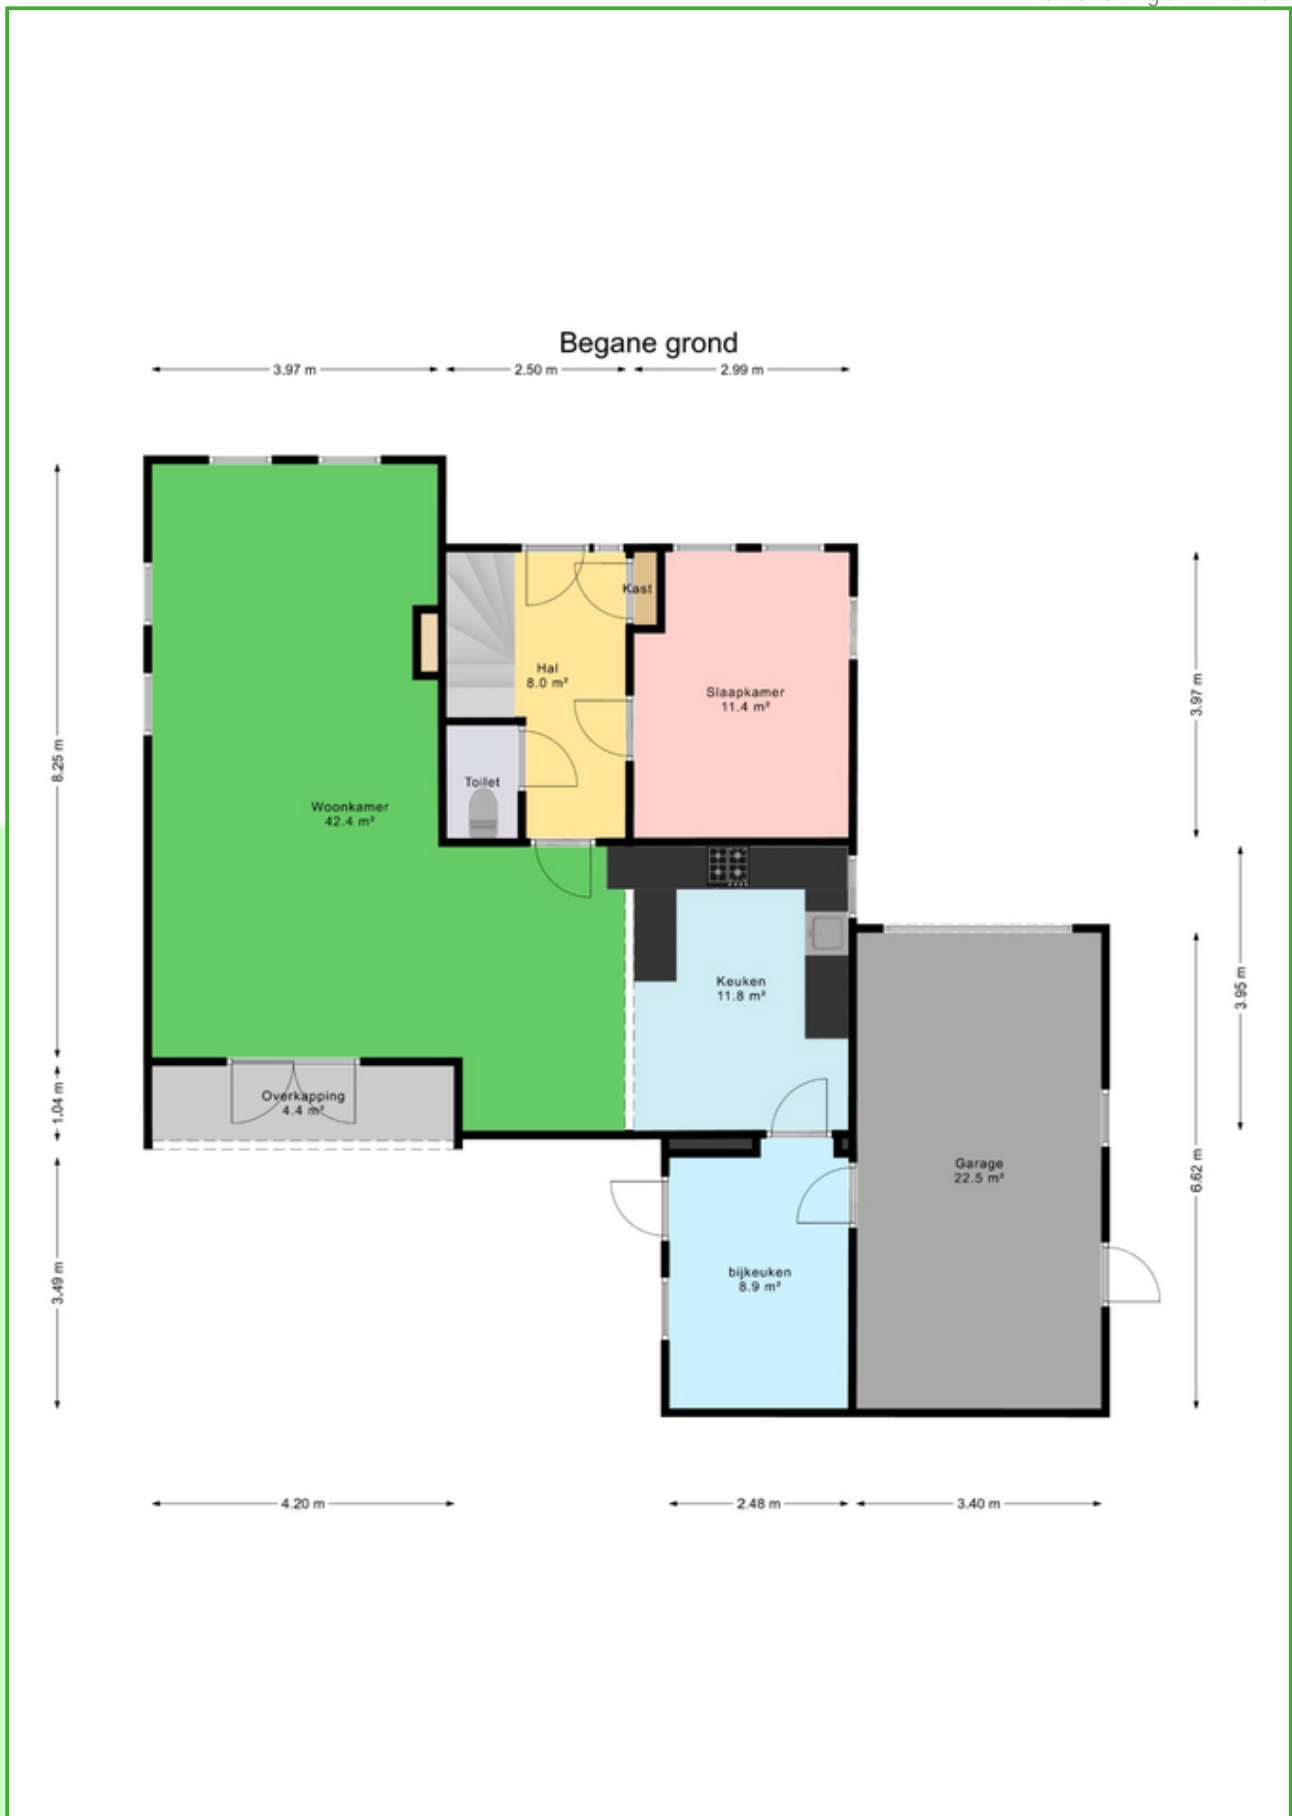 Begane grond
3.97 m
2.50 m
2.99 m
Kast
Hal
8.0 m²
Slaapkamer
11.4 m²
3.97 m
8.25 m
Toilet
Woonkamer
42.4 m²
Keuken
11.8 m²
3.95 m
Overkapping
4.4 m²
1.04 m
Garage
22.5 m²
6.62 m
bijkeuken
8.9 m²
3.49 m
4.20 m
2.48 m
3.40 m